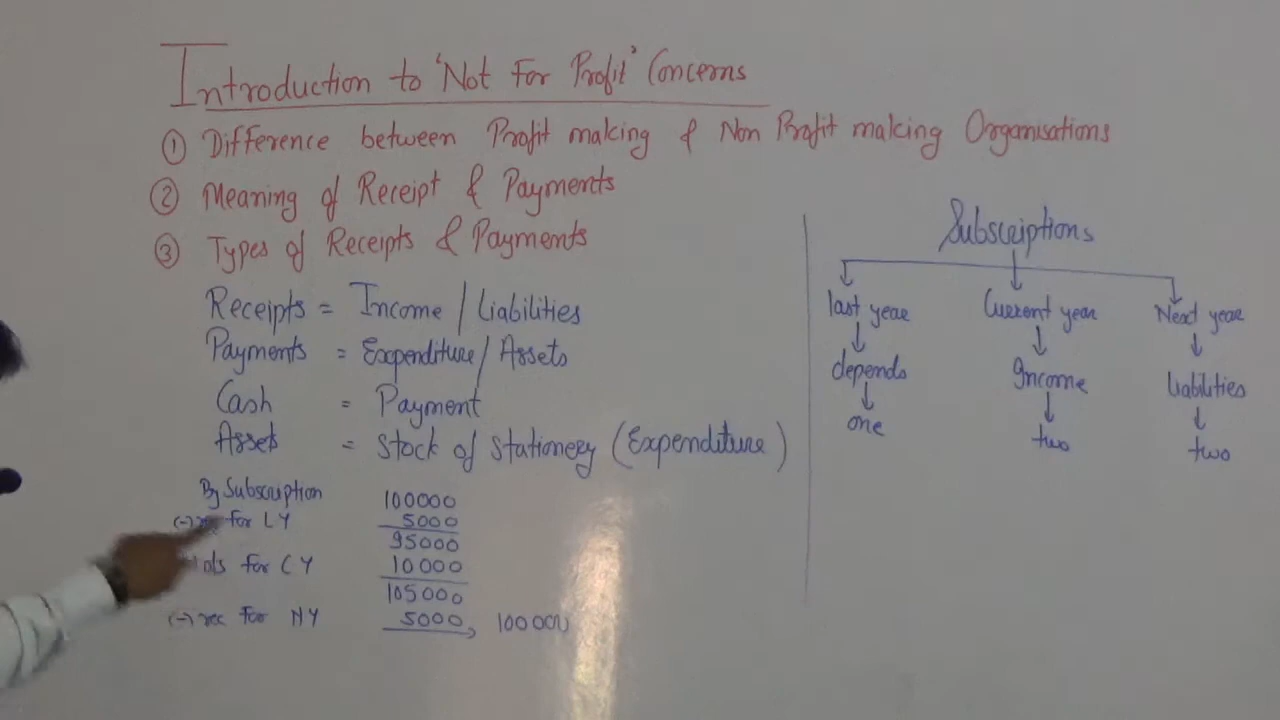 Introduction to 'Not For Profit' Concerns
① Difference between Profit making & Non Profit making Organisations
② Meaning of Receipt & Payments
③ Types of Receipts & Payments
Receipts = Income / Liabilities
Payments = Expenditure / Assets
Cash = Payment
Assets = Stock of Stationery (Expenditure)
By Subscription 100000
(-) for LY 5000
95000
for CY 10000
105000
(-) rec for NY 5000, 100000
Subscriptions
last year Current year Next year
depends Income liabilities
one two two